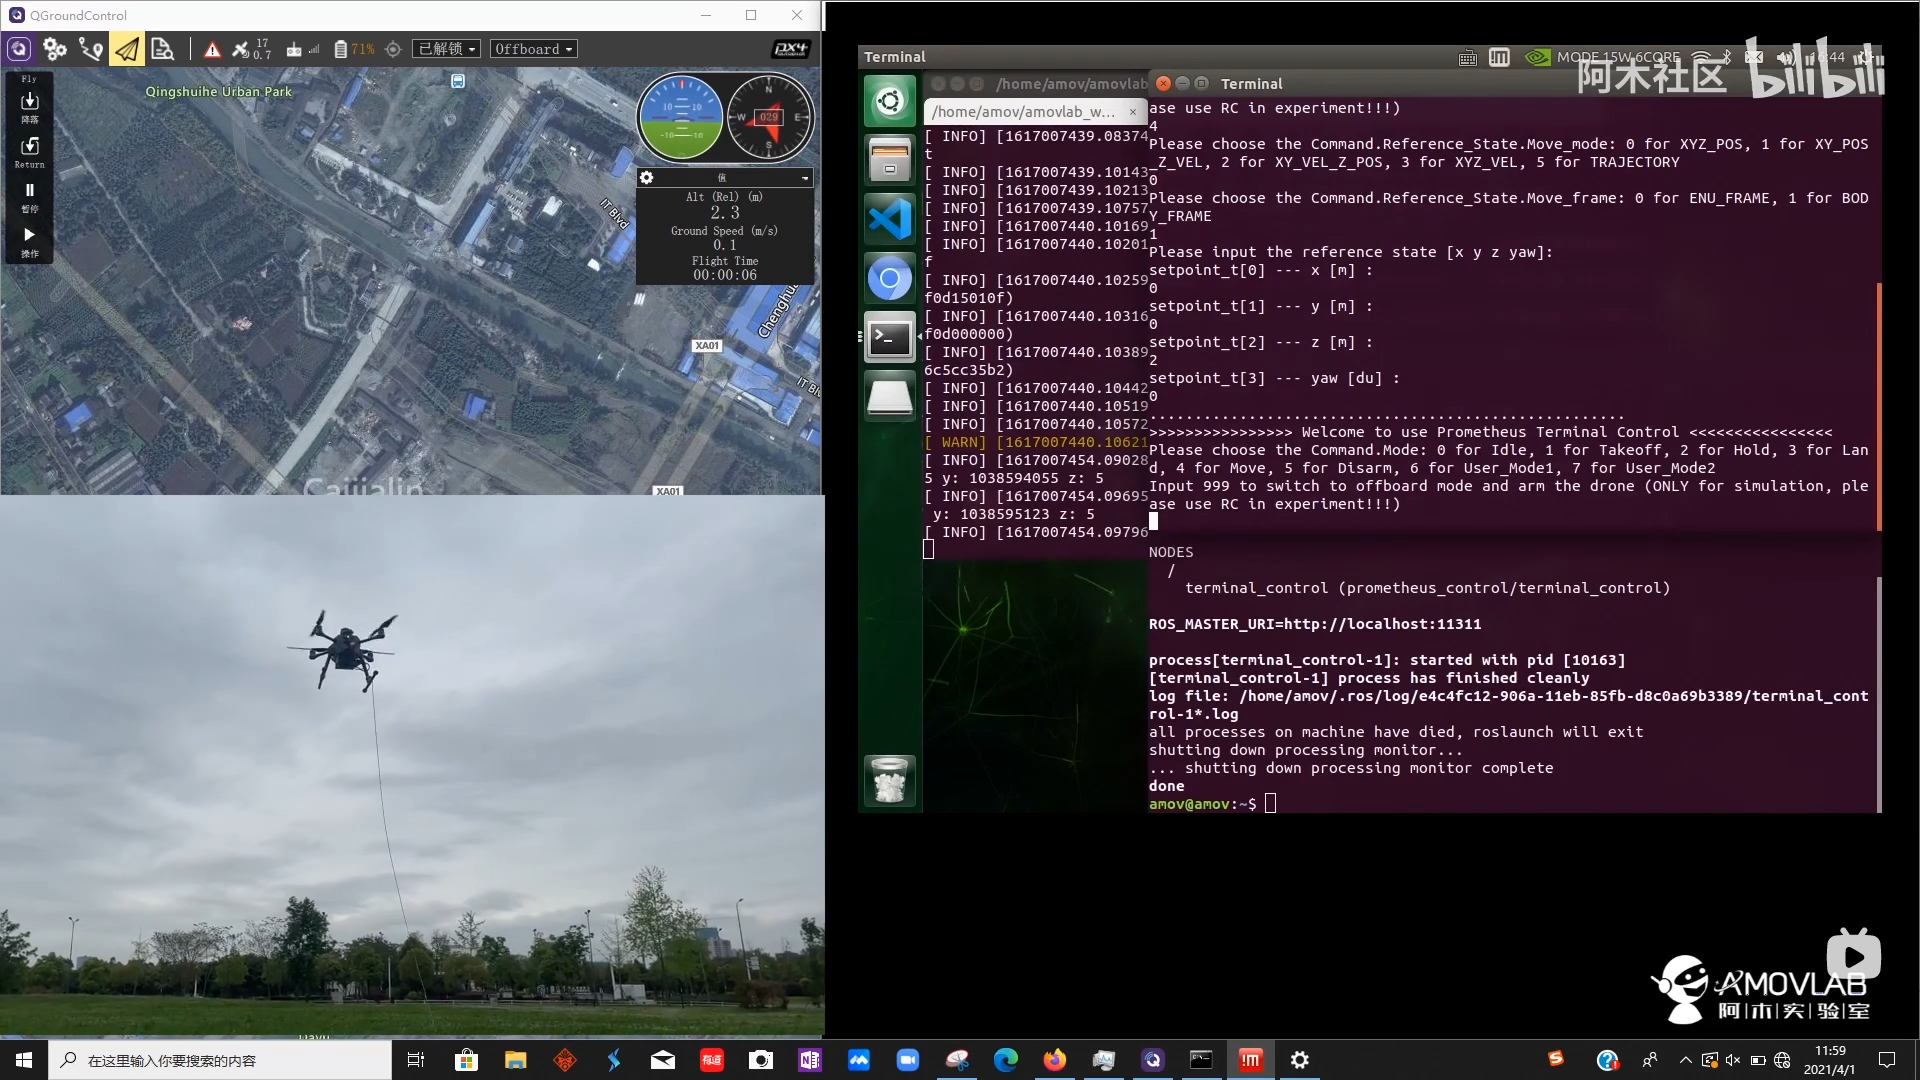 QGroundControl
17
0.7
71%
已解锁
Offboard
PX4
Fly
降落
Return
暂停
操作
Qingshuihe Urban Park
IT Blvd
Chenghua
XA01
XA01
Caijialin
N
W
029
E
S
值
Alt (Rel) (m)
2.3
Ground Speed (m/s)
0.1
Flight Time
00:00:06
Terminal
MODE 15W 6CORE
16:44
阿木社区 bilibili
/home/amov/amovlab
/home/amov/amovlab_w...
[ INFO] [1617007439.08374
t
[ INFO] [1617007439.10143
[ INFO] [1617007439.10213
[ INFO] [1617007439.10757
[ INFO] [1617007440.10169
[ INFO] [1617007440.10201
f
[ INFO] [1617007440.10259
f0d15010f)
[ INFO] [1617007440.10316
f0d000000)
[ INFO] [1617007440.10389
6c5cc35b2)
[ INFO] [1617007440.10442
[ INFO] [1617007440.10519
[ INFO] [1617007440.10572
[ WARN] [1617007440.10621
[ INFO] [1617007454.09028
5 y: 1038594055 z: 5
[ INFO] [1617007454.09695
y: 1038595123 z: 5
[ INFO] [1617007454.09796
Terminal
ase use RC in experiment!!!)
4
Please choose the Command.Reference_State.Move_mode: 0 for XYZ_POS, 1 for XY_POS
_Z_VEL, 2 for XY_VEL_Z_POS, 3 for XYZ_VEL, 5 for TRAJECTORY
0
Please choose the Command.Reference_State.Move_frame: 0 for ENU_FRAME, 1 for BOD
Y_FRAME
1
Please input the reference state [x y z yaw]:
setpoint_t[0] --- x [m] :
0
setpoint_t[1] --- y [m] :
0
setpoint_t[2] --- z [m] :
2
setpoint_t[3] --- yaw [du] :
0
.....................................................
>>>>>>>>>>>>>>>> Welcome to use Prometheus Terminal Control <<<<<<<<<<<<<<<<
Please choose the Command.Mode: 0 for Idle, 1 for Takeoff, 2 for Hold, 3 for Lan
d, 4 for Move, 5 for Disarm, 6 for User_Mode1, 7 for User_Mode2
Input 999 to switch to offboard mode and arm the drone (ONLY for simulation, ple
ase use RC in experiment!!!)
NODES
/
terminal_control (prometheus_control/terminal_control)
ROS_MASTER_URI=http://localhost:11311
process[terminal_control-1]: started with pid [10163]
[terminal_control-1] process has finished cleanly
log file: /home/amov/.ros/log/e4c4fc12-906a-11eb-85fb-d8c0a69b3389/terminal_cont
rol-1*.log
all processes on machine have died, roslaunch will exit
shutting down processing monitor...
... shutting down processing monitor complete
done
amov@amov:~$
AMOVLAB
阿|木|实|验|室
在这里输入你要搜索的内容
11:59
2021/4/1